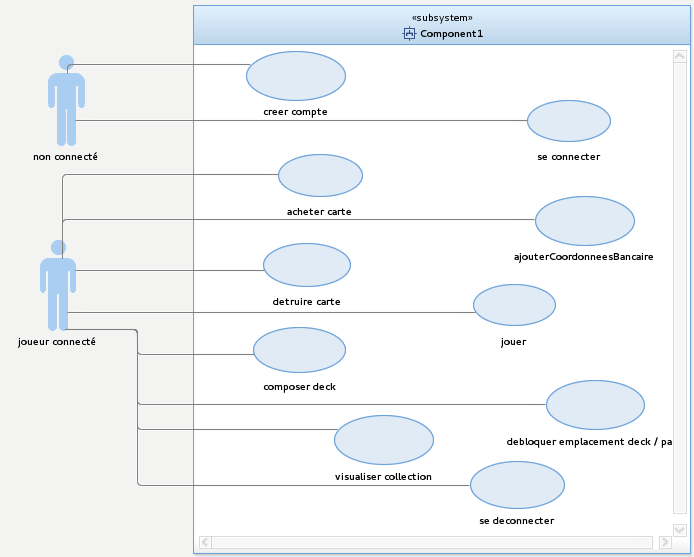 «subsystem»
Component1
creer compte
non connecté
se connecter
acheter carte
ajouterCoordonneesBancaire
detruire carte
joueur connecté
jouer
composer deck
debloquer emplacement deck / pa
visualiser collection
se deconnecter